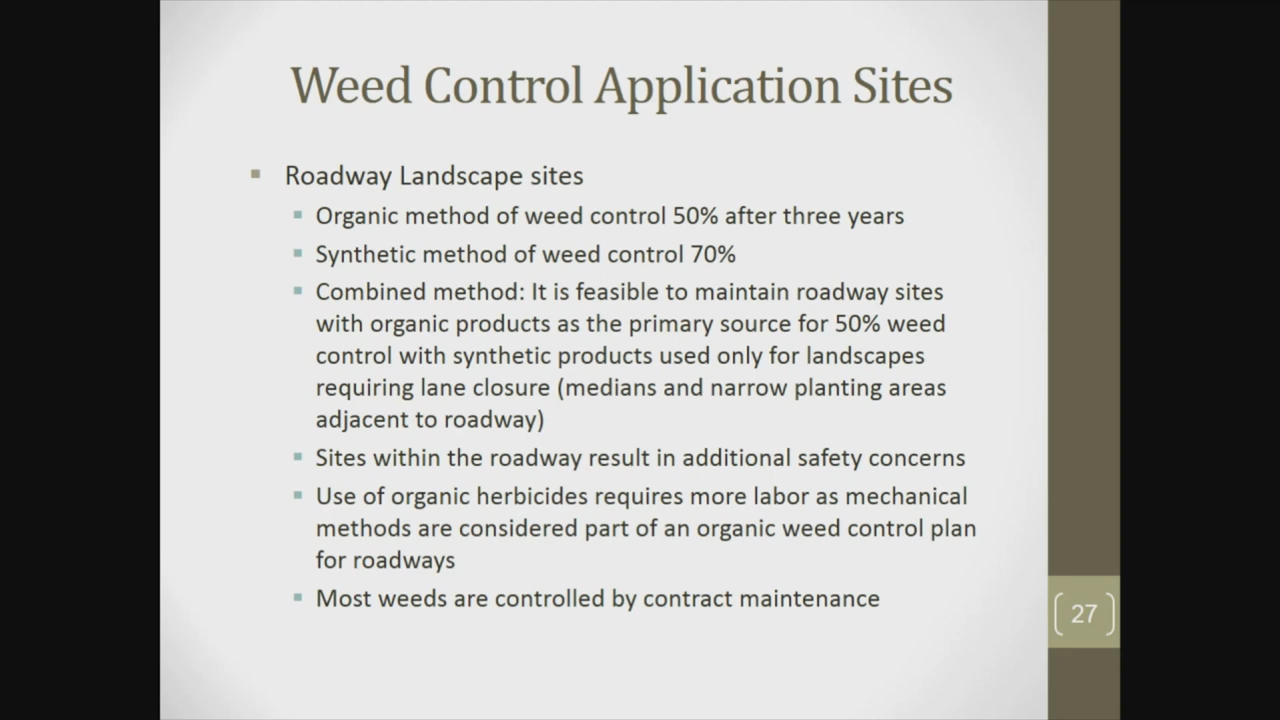 Weed Control Application Sites
Roadway Landscape sites
Organic method of weed control 50% after three years
Synthetic method of weed control 70%
Combined method: It is feasible to maintain roadway sites
with organic products as the primary source for 50% weed
control with synthetic products used only for landscapes
requiring lane closure (medians and narrow planting areas
adjacent to roadway)
Sites within the roadway result in additional safety concerns
Use of organic herbicides requires more labor as mechanical
methods are considered part of an organic weed control plan
for roadways
Most weeds are controlled by contract maintenance
27